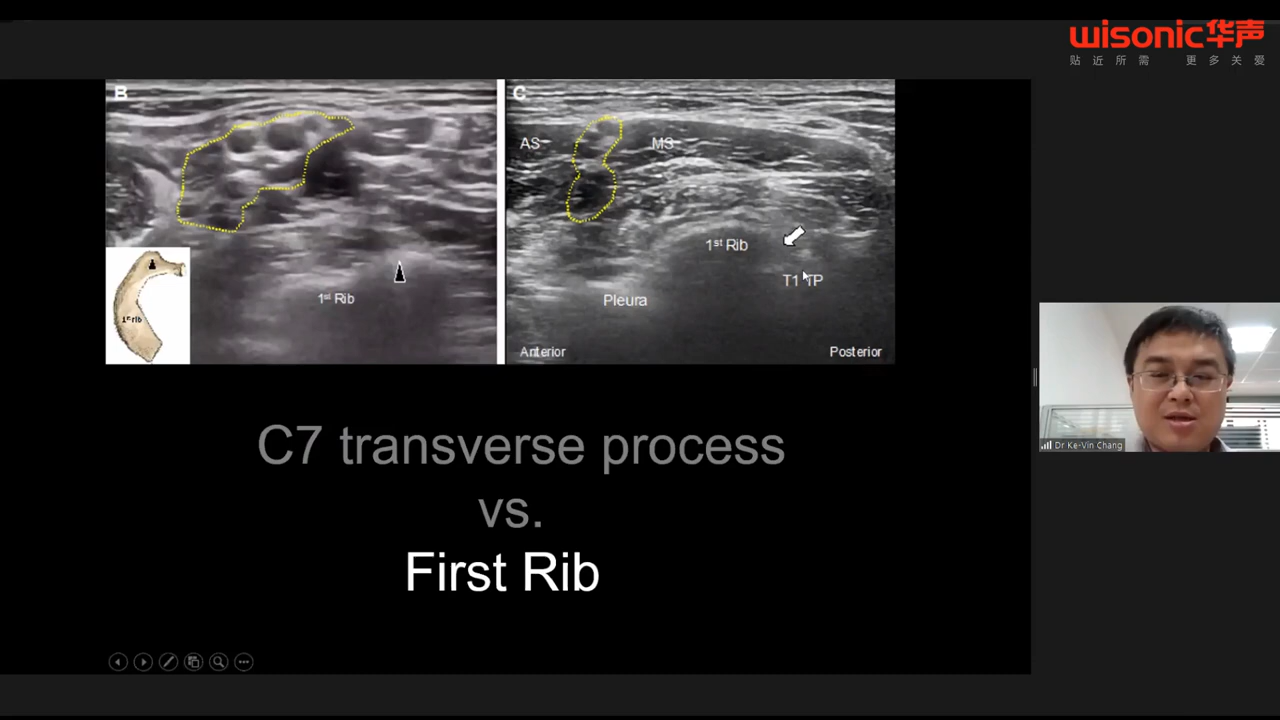 wisonic华声
贴近所需 更多关爱
B
C
AS
MS
1st Rib
T1 TP
1st Rib
Pleura
1st rib
Anterior
Posterior
Dr Ke-Vin Chang
C7 transverse process
vs.
First Rib